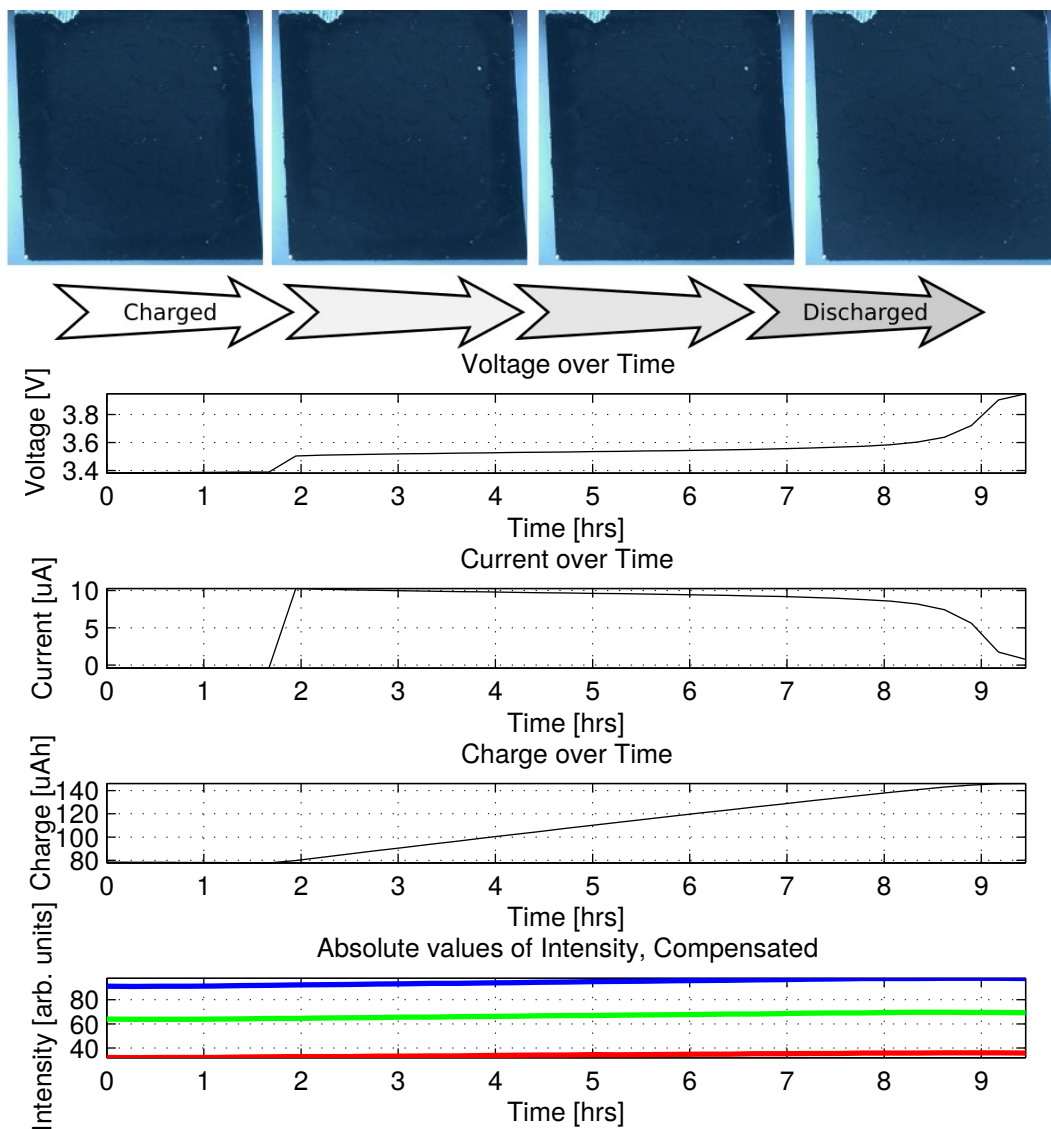 Charged
Discharged
Voltage over Time
Voltage [V]
3.8
3.6
3.4
0 1 2 3 4 5 6 7 8 9
Time [hrs]
Current over Time
Current [uA]
10
5
0
0 1 2 3 4 5 6 7 8 9
Time [hrs]
Charge over Time
Charge [uAh]
140
120
100
80
0 1 2 3 4 5 6 7 8 9
Time [hrs]
Absolute values of Intensity, Compensated
Intensity [arb. units]
80
60
40
0 1 2 3 4 5 6 7 8 9
Time [hrs]